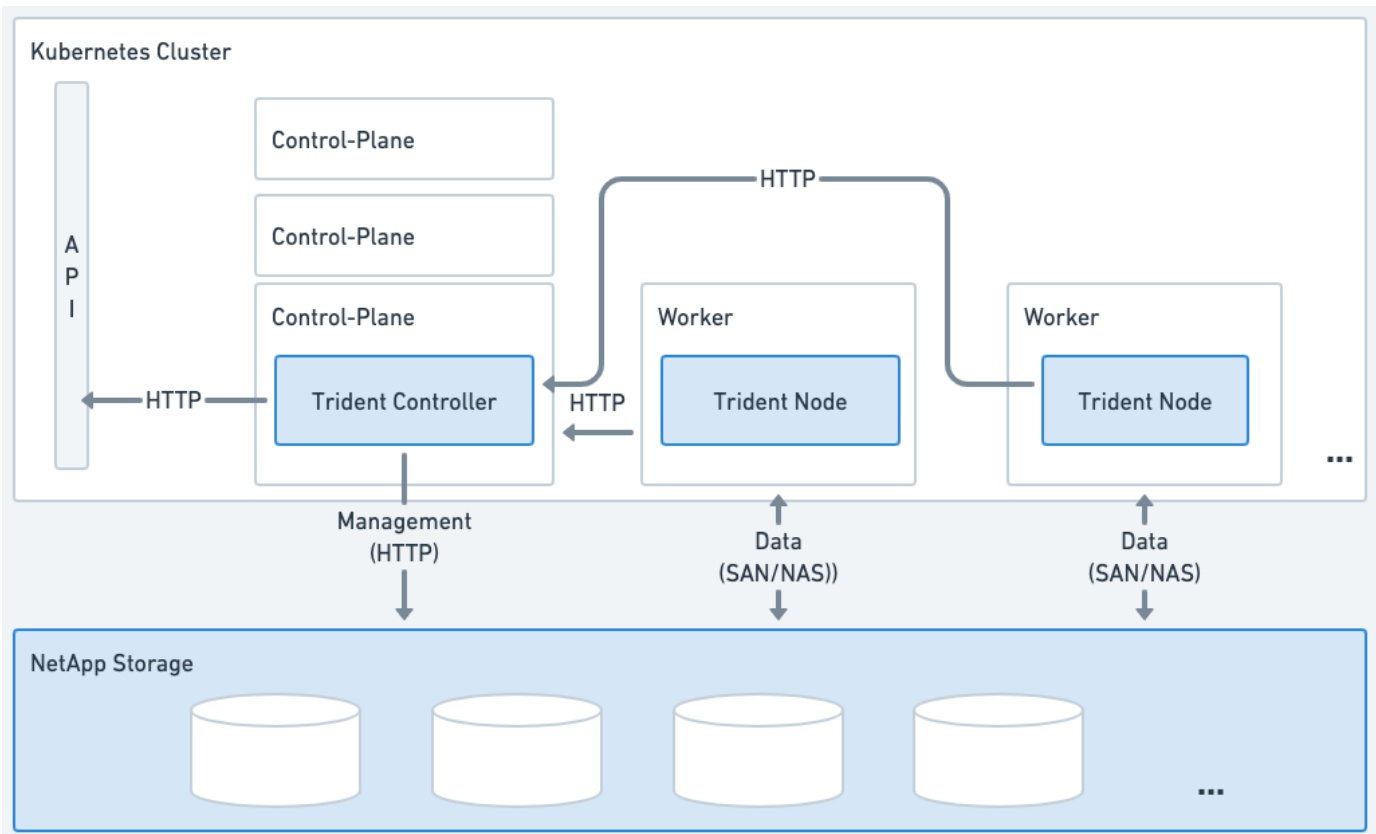 Kubernetes Cluster
A
P
I
Control-Plane
Control-Plane
Control-Plane
Trident Controller
HTTP
HTTP
HTTP
Worker
Trident Node
Worker
Trident Node
...
Management
(HTTP)
Data
(SAN/NAS))
Data
(SAN/NAS)
NetApp Storage
...